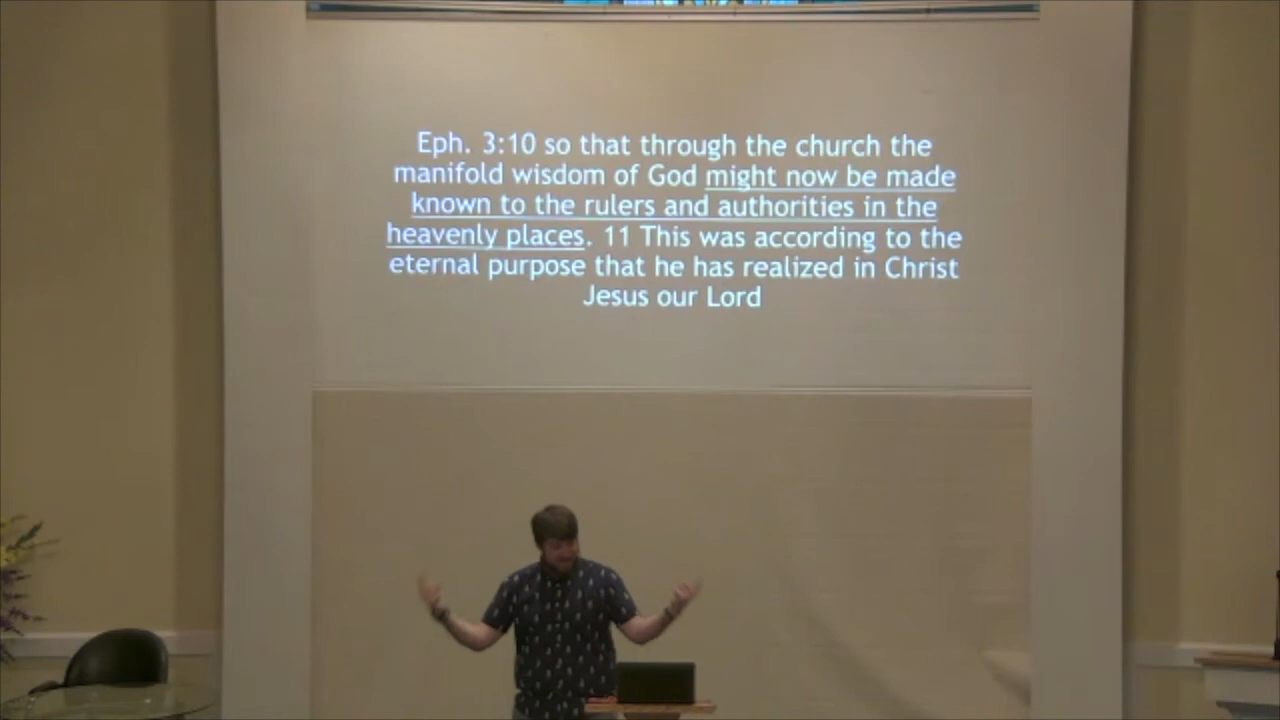 Eph. 3:10 so that through the church the
manifold wisdom of God might now be made
known to the rulers and authorities in the
heavenly places. 11 This was according to the
eternal purpose that he has realized in Christ
Jesus our Lord